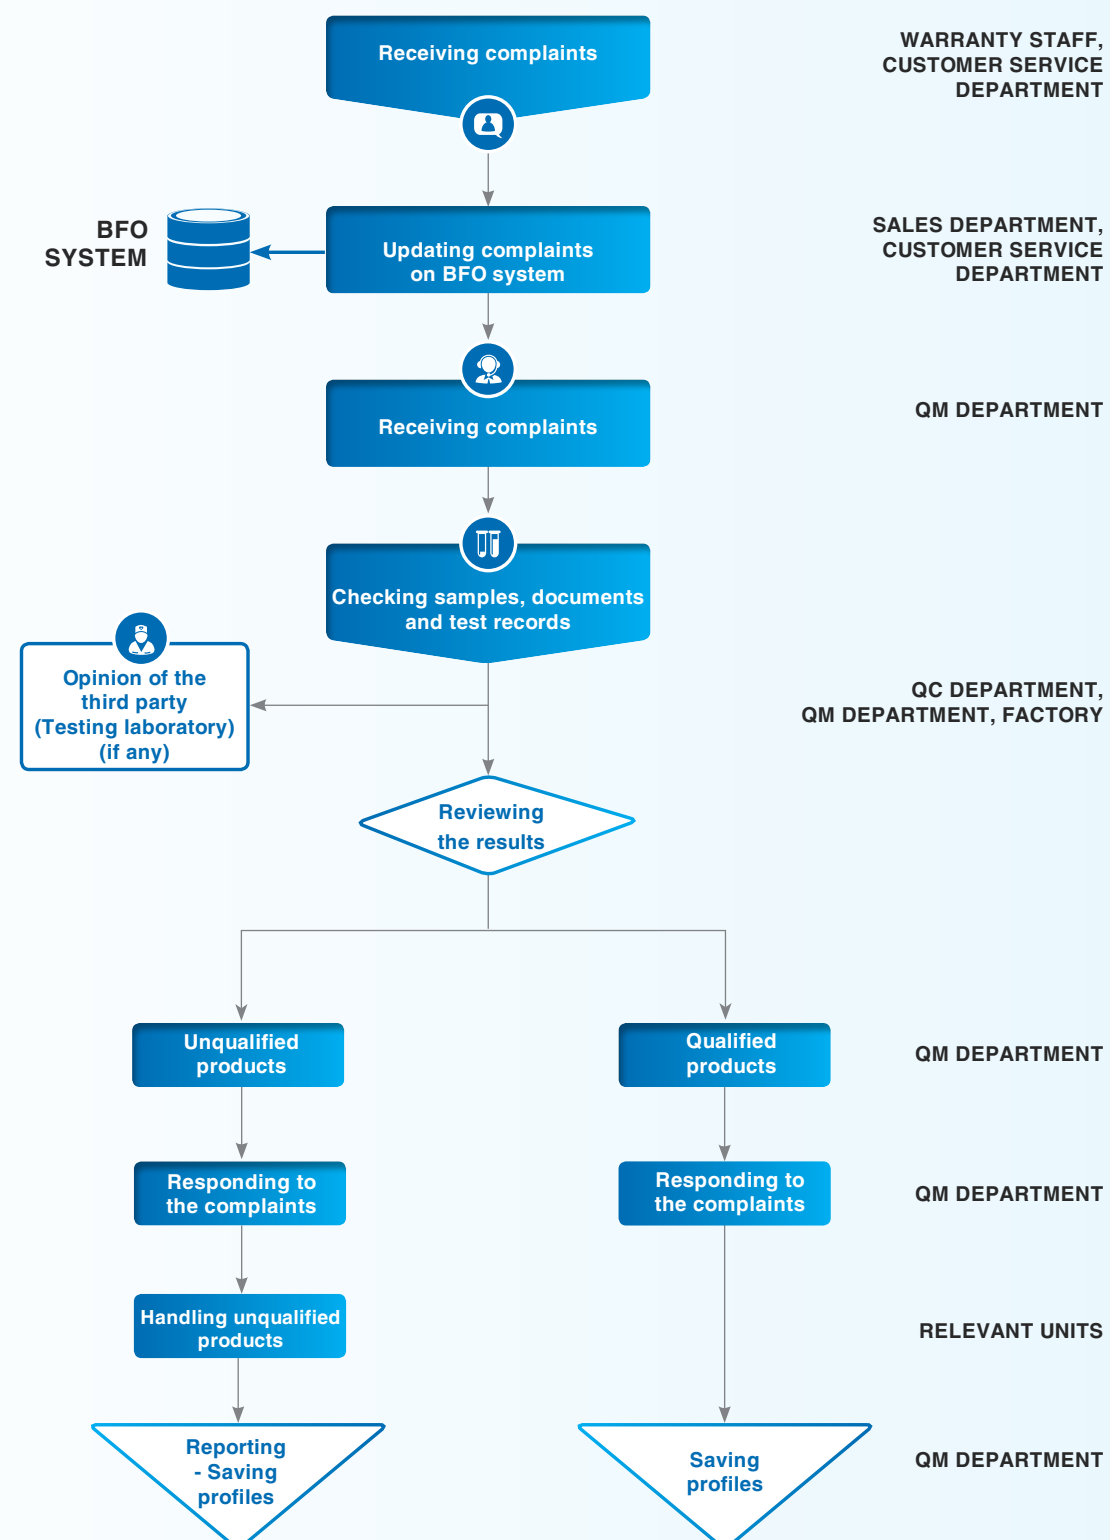 Receiving complaints
WARRANTY STAFF,
CUSTOMER SERVICE
DEPARTMENT
BFO
SYSTEM
Updating complaints
on BFO system
SALES DEPARTMENT,
CUSTOMER SERVICE
DEPARTMENT
Receiving complaints
QM DEPARTMENT
Checking samples, documents
and test records
Opinion of the
third party
(Testing laboratory)
(if any)
QC DEPARTMENT,
QM DEPARTMENT, FACTORY
Reviewing
the results
Unqualified
products
Qualified
products
QM DEPARTMENT
Responding to
the complaints
Responding to
the complaints
QM DEPARTMENT
Handling unqualified
products
RELEVANT UNITS
Reporting
- Saving
profiles
Saving
profiles
QM DEPARTMENT